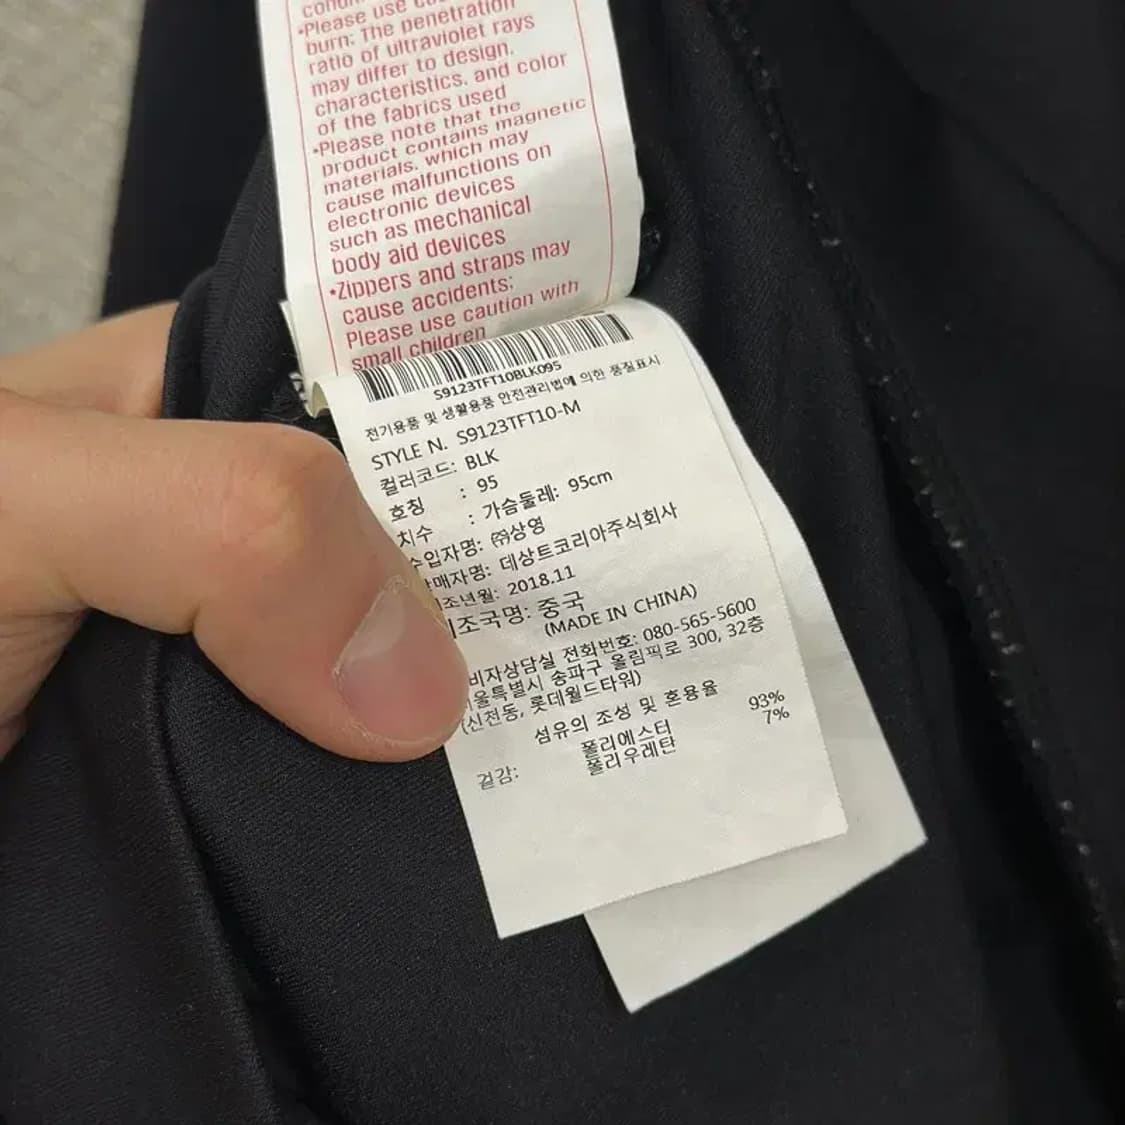 •Please use
burn: The penetration
ratio of ultraviolet rays
may differ to design,
characteristics, and color
of the fabrics used
•Please note that the
product contains magnetic
materials, which may
cause malfunctions on
electronic devices
such as mechanical
body aid devices
•Zippers and straps may
cause accidents;
Please use caution with
small children
S9123TFT10BLK095
전기용품 및 생활용품 안전관리법에 의한 품질표시
STYLE N. S9123TFT10-M
컬러코드: BLK
호칭 : 95
치수 : 가슴둘레: 95cm
수입자명: ㈜상영
매자명: 데상트코리아주식회사
조년월: 2018.11
조국명: 중국
(MADE IN CHINA)
비자상담실 전화번호: 080-565-5600
울특별시 송파구 올림픽로 300, 32층
(신천동, 롯데월드타워)
섬유의 조성 및 혼용율
겉감: 폴리에스터 93%
폴리우레탄 7%